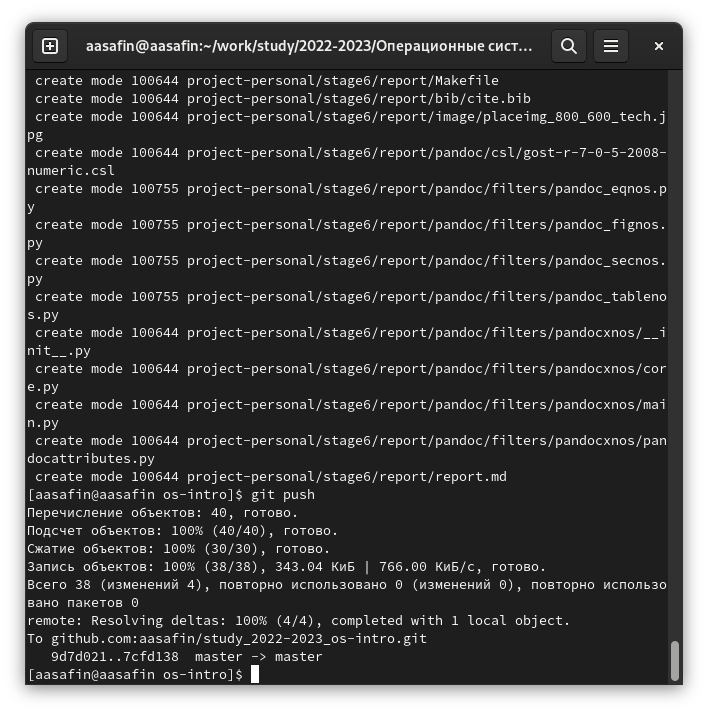 aasafin@aasafin:~/work/study/2022-2023/Операционные сист...
create mode 100644 project-personal/stage6/report/Makefile
create mode 100644 project-personal/stage6/report/bib/cite.bib
create mode 100644 project-personal/stage6/report/image/placeimg_800_600_tech.j
pg
create mode 100644 project-personal/stage6/report/pandoc/csl/gost-r-7-0-5-2008-
numeric.csl
create mode 100755 project-personal/stage6/report/pandoc/filters/pandoc_eqnos.p
y
create mode 100755 project-personal/stage6/report/pandoc/filters/pandoc_fignos.
py
create mode 100755 project-personal/stage6/report/pandoc/filters/pandoc_secnos.
py
create mode 100755 project-personal/stage6/report/pandoc/filters/pandoc_tableno
s.py
create mode 100644 project-personal/stage6/report/pandoc/filters/pandocxnos/__i
nit__.py
create mode 100644 project-personal/stage6/report/pandoc/filters/pandocxnos/cor
e.py
create mode 100644 project-personal/stage6/report/pandoc/filters/pandocxnos/mai
n.py
create mode 100644 project-personal/stage6/report/pandoc/filters/pandocxnos/pan
docattributes.py
create mode 100644 project-personal/stage6/report/report.md
[aasafin@aasafin os-intro]$ git push
Перечисление объектов: 40, готово.
Подсчет объектов: 100% (40/40), готово.
Сжатие объектов: 100% (30/30), готово.
Запись объектов: 100% (38/38), 343.04 КиБ | 766.00 КиБ/с, готово.
Всего 38 (изменений 4), повторно использовано 0 (изменений 0), повторно использо
вано пакетов 0
remote: Resolving deltas: 100% (4/4), completed with 1 local object.
To github.com:aasafin/study_2022-2023_os-intro.git
9d7d021..7cfd138  master -> master
[aasafin@aasafin os-intro]$